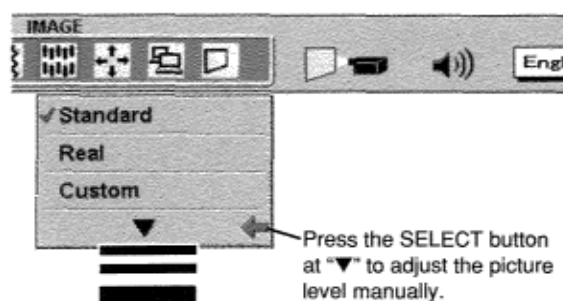 IMAGE
Engl
Standard
Real
Custom
Press the SELECT button
at “▼” to adjust the picture
level manually.